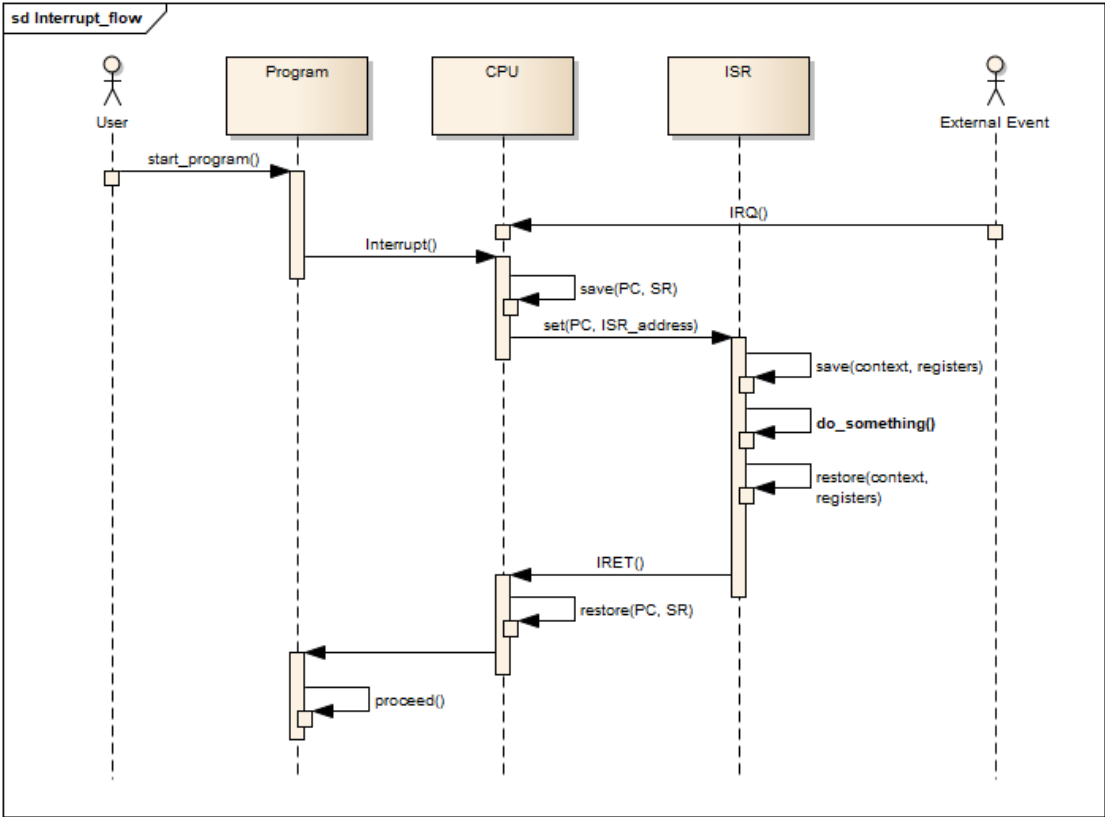 sd Interrupt_flow
Program
CPU
ISR
User
External Event
start_program()
IRQ()
Interrupt()
save(PC, SR)
set(PC, ISR_address)
save(context, registers)
do_something()
restore(context,
registers)
IRET()
restore(PC, SR)
proceed()